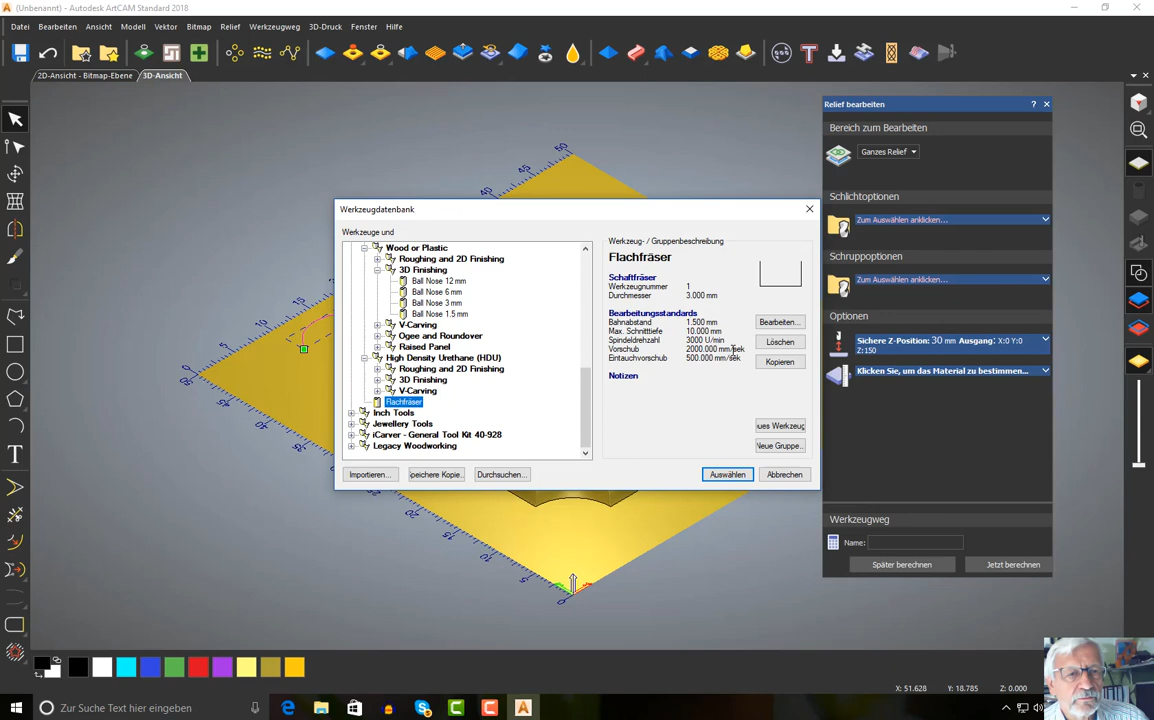 (Unbenannt) - Autodesk ArtCAM Standard 2018
Datei Bearbeiten Ansicht Modell Vektor Bitmap Relief Werkzeugweg 3D-Druck Fenster Hilfe
2D-Ansicht - Bitmap-Ebene 3D-Ansicht
Relief bearbeiten ?
Bereich zum Bearbeiten
Ganzes Relief
Schlichtoptionen
Zum Auswählen anklicken...
Schruppoptionen
Zum Auswählen anklicken...
Optionen
Sichere Z-Position: 30 mm Ausgang: X:0 Y:0
Z:150
Klicken Sie, um das Material zu bestimmen...
Werkzeugweg
Name:
Später berechnen Jetzt berechnen
Werkzeugdatenbank
Werkzeuge und
Wood or Plastic
Roughing and 2D Finishing
3D Finishing
Ball Nose 12 mm
Ball Nose 6 mm
Ball Nose 3 mm
Ball Nose 1.5 mm
V-Carving
Ogee and Roundover
Raised Panel
High Density Urethane (HDU)
Roughing and 2D Finishing
3D Finishing
V-Carving
Flachfräser
Inch Tools
Jewellery Tools
iCarver - General Tool Kit 40-928
Legacy Woodworking
Importieren... peichere Kopie.. Durchsuchen...
Werkzeug- / Gruppenbeschreibung
Flachfräser
Schaftfräser
Werkzeugnummer 1
Durchmesser 3.000 mm
Bearbeitungsstandards
Bahnabstand 1.500 mm
Max. Schnitttiefe 10.000 mm
Spindeldrehzahl 3000 U/min
Vorschub 2000.000 mm/sek
Eintauchvorschub 500.000 mm/sek
Notizen
Bearbeiten...
Löschen
Kopieren
ues Werkzeug
Neue Gruppe..
Auswählen Abbrechen
50
45
40
15
T
T
X: 51.628 Y: 18.785 Z: 0.000
Zur Suche Text hier eingeben